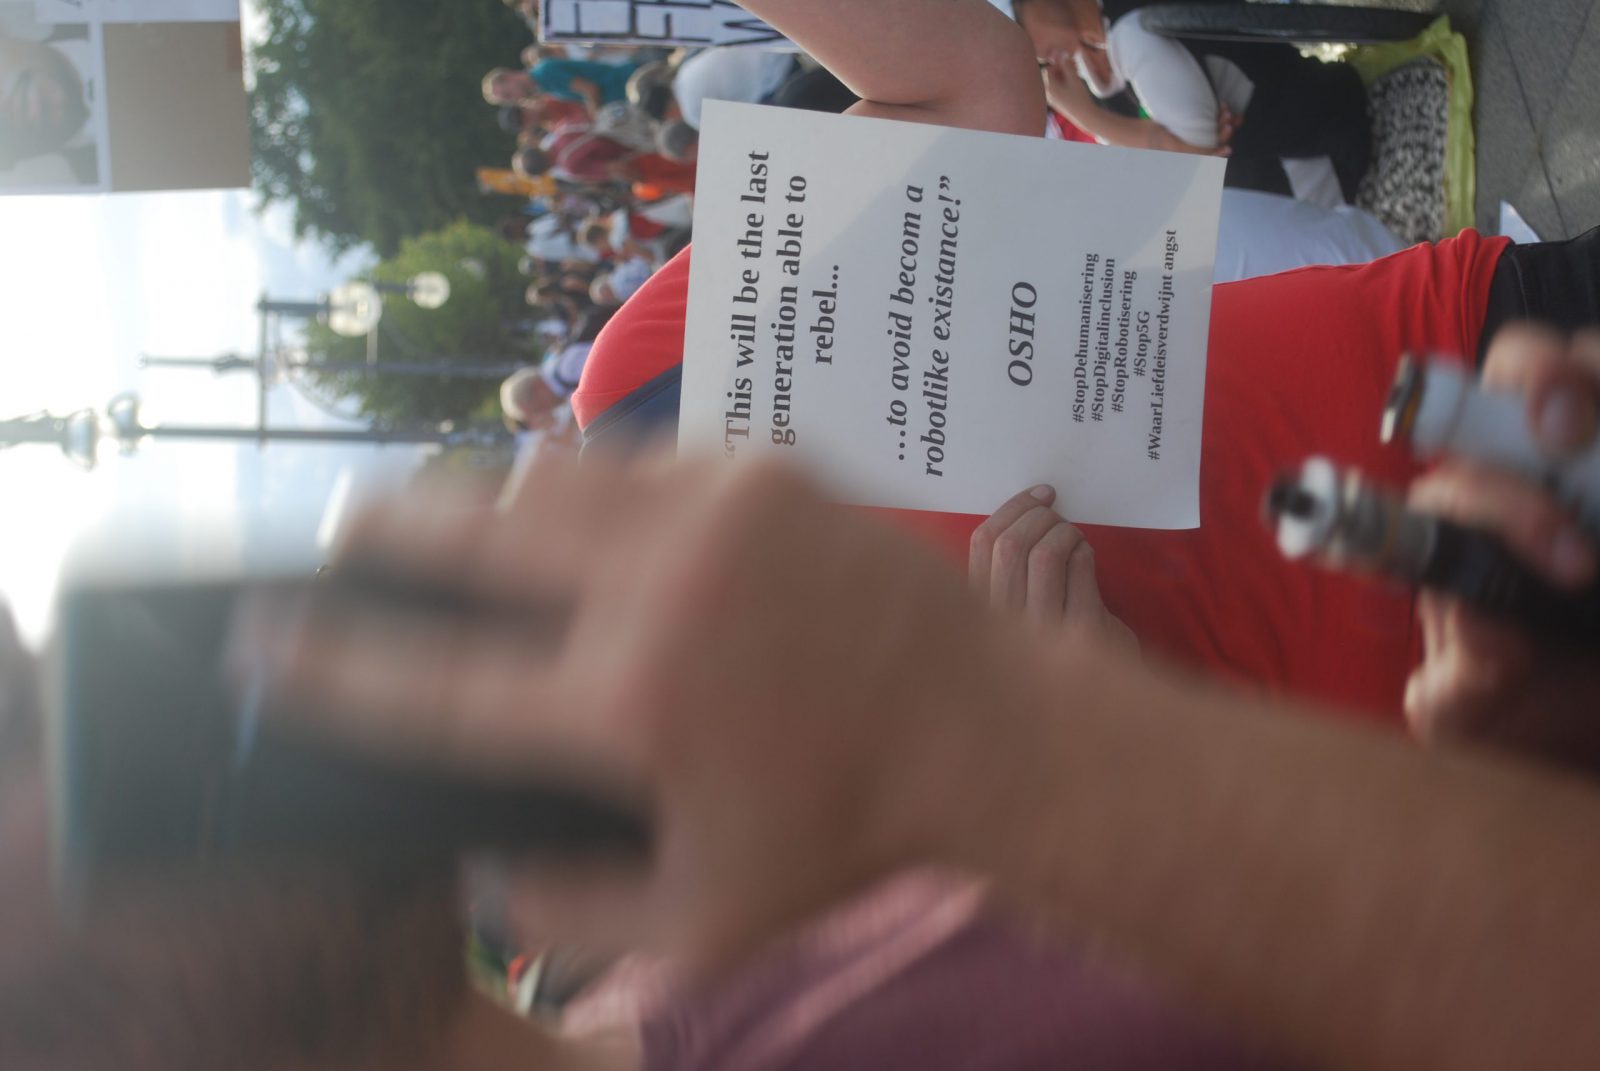 “This will be the last
generation able to
rebel...
…to avoid becom a
robotlike existance!”
OSHO
#StopDehumanisering
#StopDigitalinclusion
#StopRobotisering
#Stop5G
#WaarLiefdeisverdwijnt angst